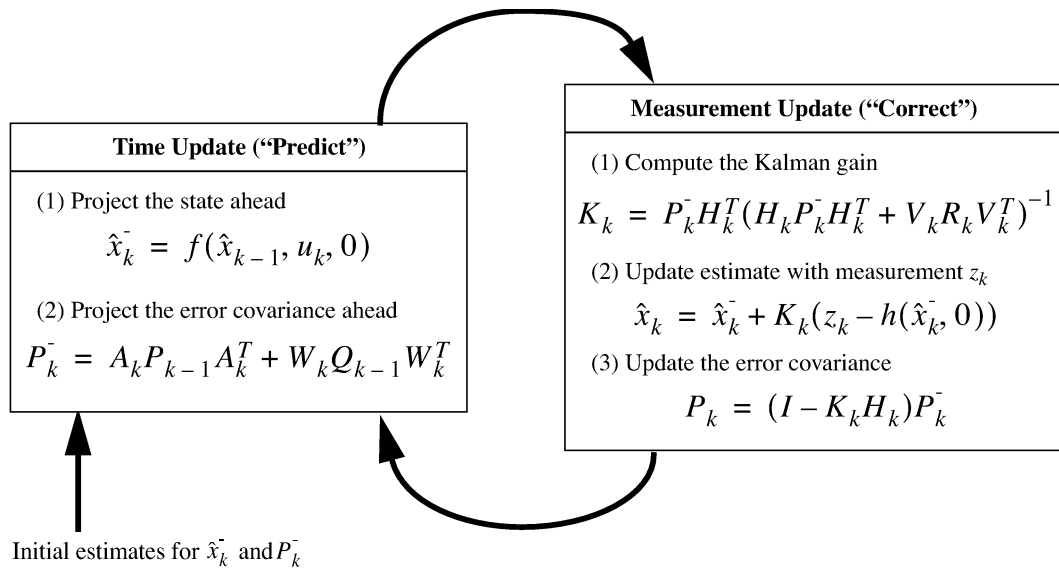 Time Update (“Predict”)
(1) Project the state ahead
x̂ₖ⁻ = f(x̂ₖ₋₁, uₖ, 0)
(2) Project the error covariance ahead
Pₖ⁻ = AₖPₖ₋₁Aₖᵀ + WₖQₖ₋₁Wₖᵀ
Measurement Update (“Correct”)
(1) Compute the Kalman gain
Kₖ = Pₖ⁻Hₖᵀ(HₖPₖ⁻Hₖᵀ + VₖRₖVₖᵀ)⁻¹
(2) Update estimate with measurement zₖ
x̂ₖ = x̂ₖ⁻ + Kₖ(zₖ – h(x̂ₖ⁻, 0))
(3) Update the error covariance
Pₖ = (I – KₖHₖ)Pₖ⁻
Initial estimates for x̂ₖ⁻ and Pₖ⁻